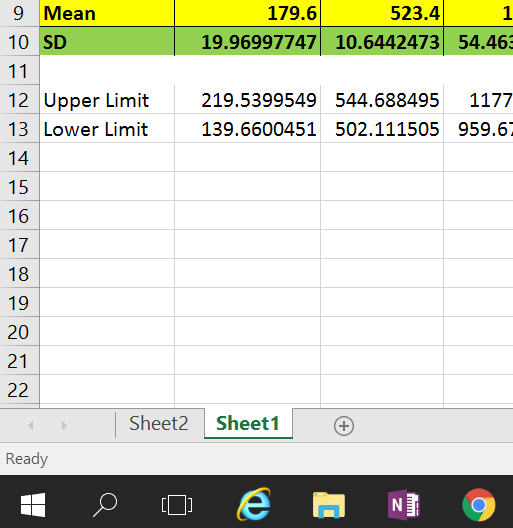 9 Mean 179.6 523.4 1
10 SD 19.96997747 10.6442473 54.463
11
12 Upper Limit 219.5399549 544.688495 1177
13 Lower Limit 139.6600451 502.111505 959.67
14
15
16
17
18
19
20
21
22
Sheet2 Sheet1
Ready
N